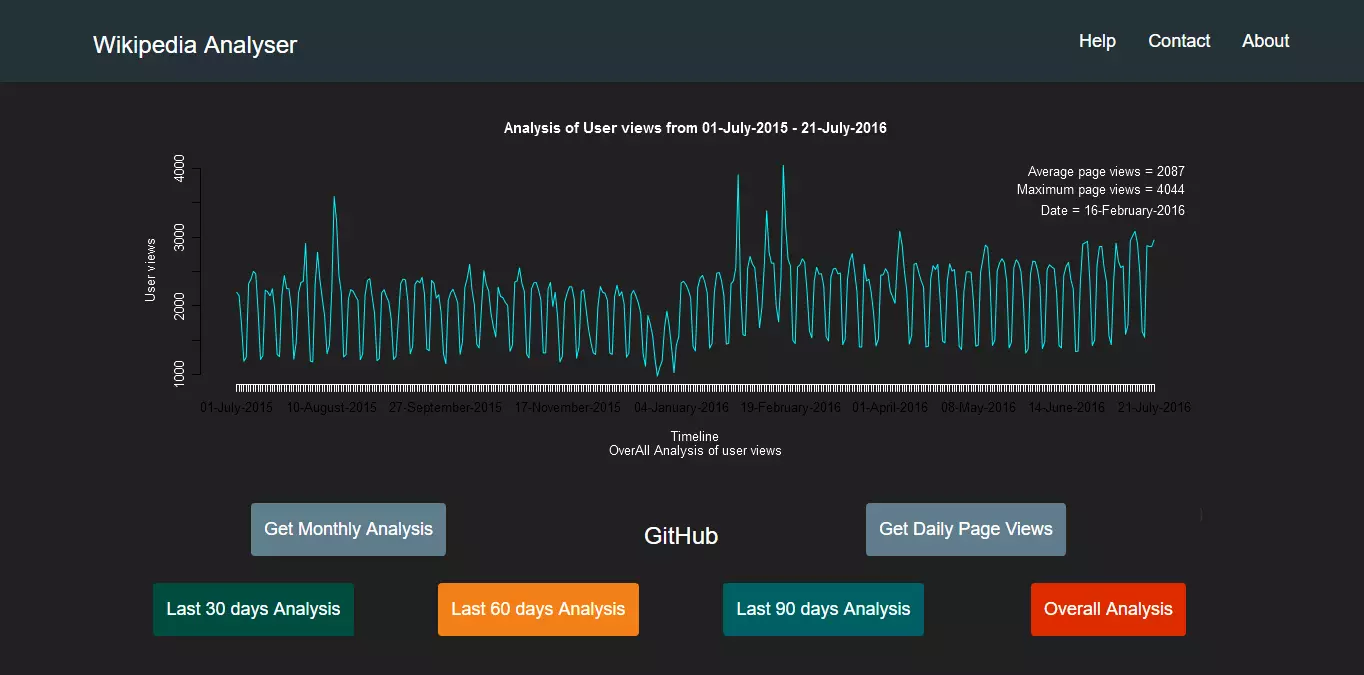 Wikipedia Analyser
Help
Contact
About
Analysis of User views from 01-July-2015 - 21-July-2016
Average page views = 2087
Maximum page views = 4044
Date = 16-February-2016
User views
4000
3000
2000
1000
01-July-2015
10-August-2015
27-September-2015
17-November-2015
04-January-2016
19-February-2016
01-April-2016
08-May-2016
14-June-2016
21-July-2016
Timeline
OverAll Analysis of user views
Get Monthly Analysis
GitHub
Get Daily Page Views
Last 30 days Analysis
Last 60 days Analysis
Last 90 days Analysis
Overall Analysis